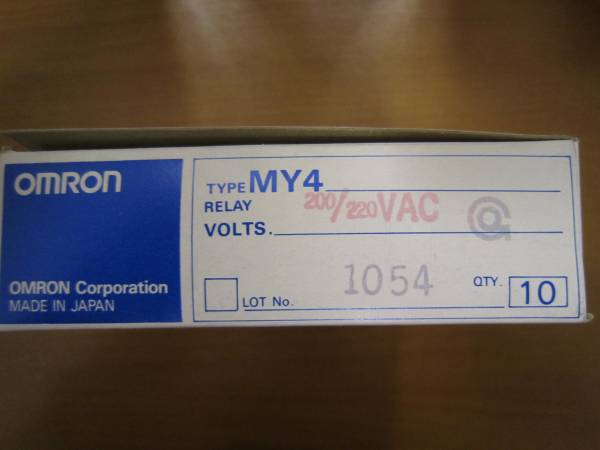 OMRON
OMRON Corporation
MADE IN JAPAN
TYPE MY4
RELAY
200/220VAC
VOLTS.
LOT No. 1054
QTY. 10